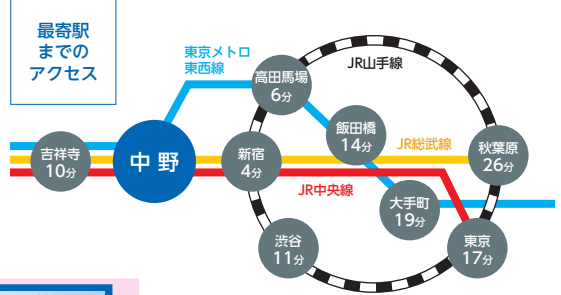 最寄駅
までの
アクセス
東京メトロ
東西線
高田馬場
6分
JR山手線
飯田橋
14分
JR総武線
秋葉原
26分
吉祥寺
10分
中野
新宿
4分
JR中央線
大手町
19分
渋谷
11分
東京
17分